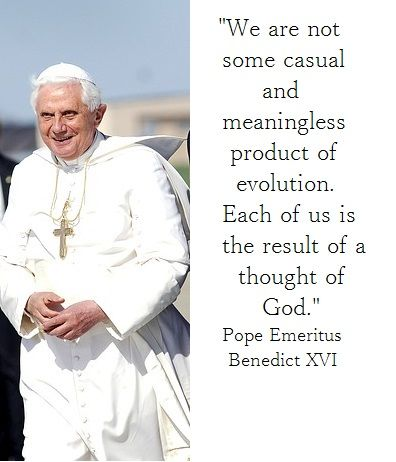 "We are not
some casual
and
meaningless
product of
evolution.
Each of us is
the result of a
thought of
God."
Pope Emeritus
Benedict XVI